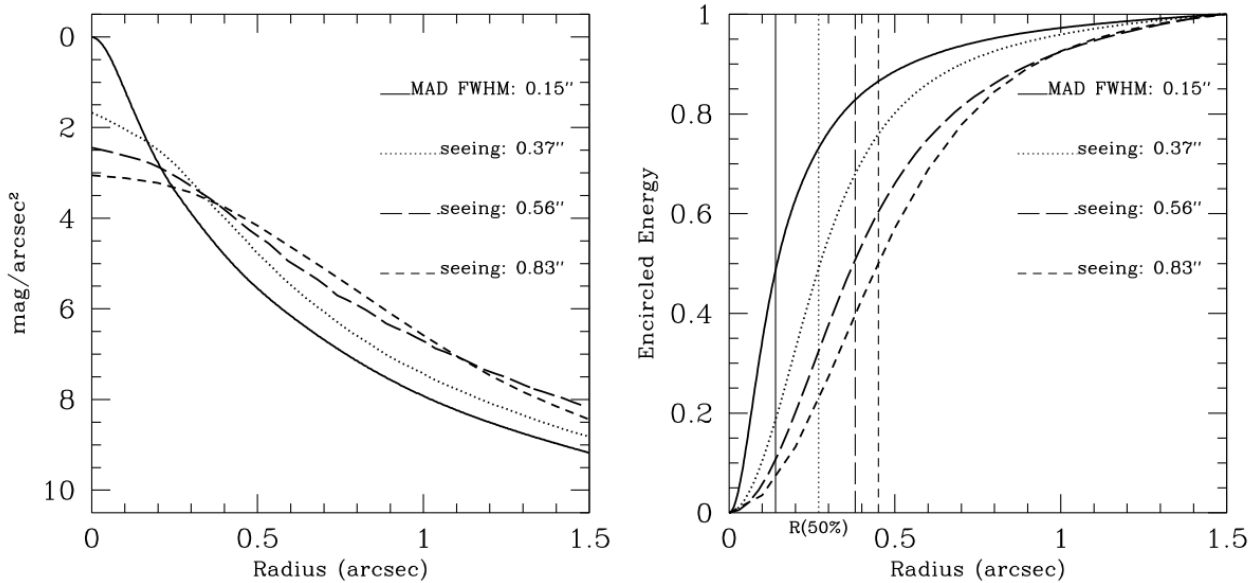 0
2
4
6
8
10
mag/arcsec²
0
0.5
1
1.5
Radius (arcsec)
MAD FWHM: 0.15″
seeing: 0.37″
seeing: 0.56″
seeing: 0.83″
1
0.8
0.6
0.4
0.2
0
Encircled Energy
0
R(50%)
0.5
1
1.5
Radius (arcsec)
MAD FWHM: 0.15″
seeing: 0.37″
seeing: 0.56″
seeing: 0.83″